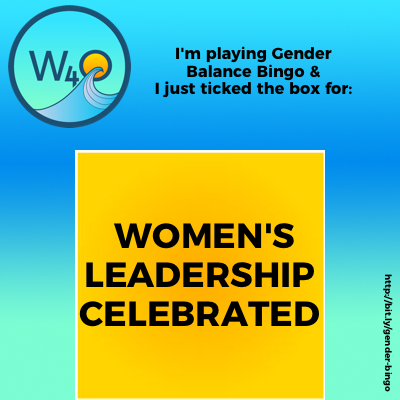 W4O
I'm playing Gender
Balance Bingo &
I just ticked the box for:
WOMEN'S
LEADERSHIP
CELEBRATED
http://bit.ly/gender-bingo